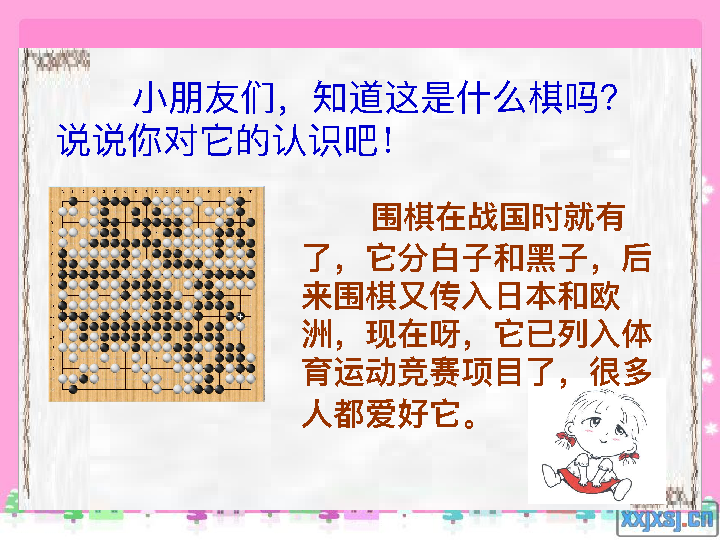 小朋友们，知道这是什么棋吗？
说说你对它的认识吧！
围棋在战国时就有
了，它分白子和黑子，后
来围棋又传入日本和欧
洲，现在呀，它已列入体
育运动竞赛项目了，很多
人都爱好它。
xxjxsj.cn